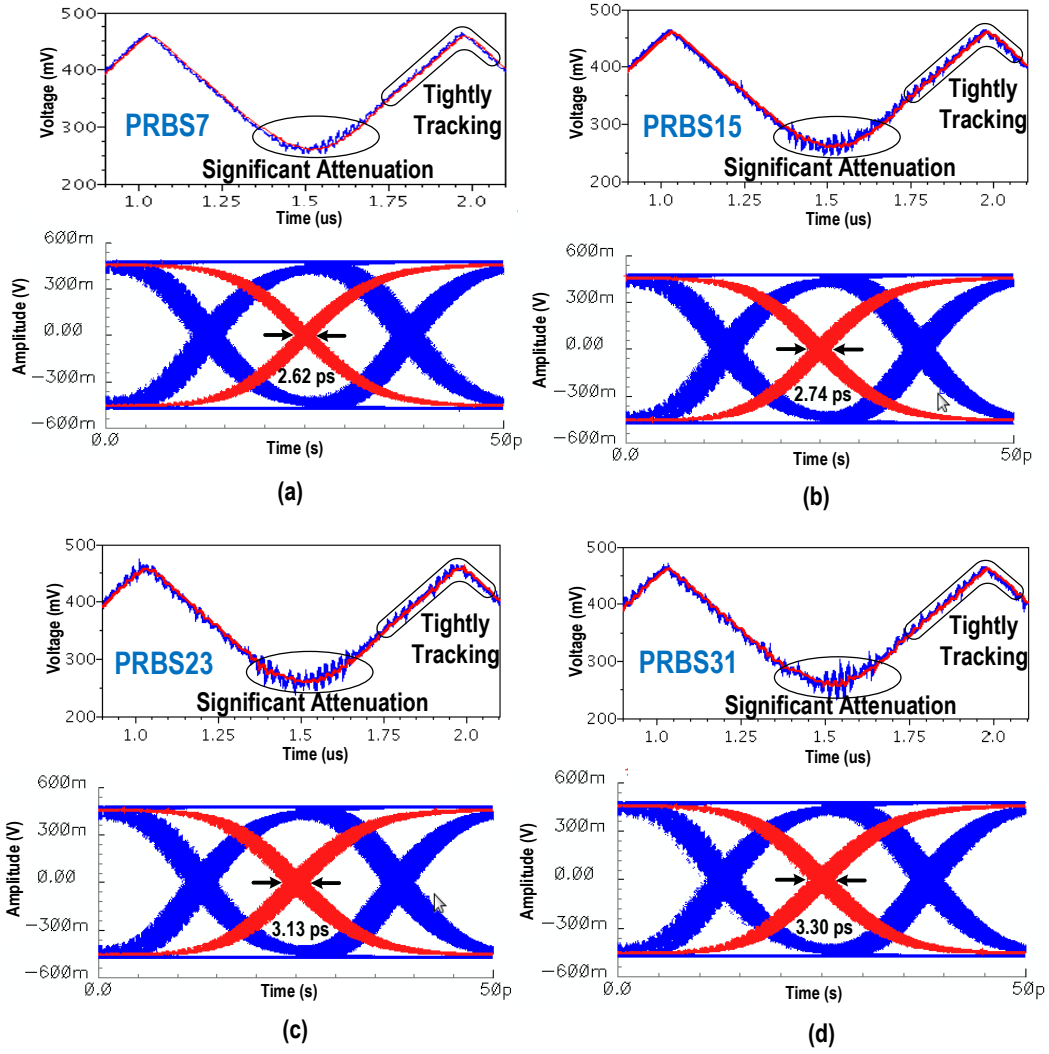 500
400
300
200
Voltage (mV)
PRBS7
Tightly
Tracking
Significant Attenuation
1.0
1.25
1.5
1.75
2.0
Time (us)
600m
300m
0.00
-300m
-600m
Amplitude (V)
2.62 ps
0.0
50p
Time (s)
(a)
500
400
300
200
Voltage (mV)
PRBS15
Tightly
Tracking
Significant Attenuation
1.0
1.25
1.5
1.75
2.0
Time (us)
600m
300m
0.00
-300m
-600m
Amplitude (V)
2.74 ps
0.0
50p
Time (s)
(b)
500
400
300
200
Voltage (mV)
PRBS23
Tightly
Tracking
Significant Attenuation
1.0
1.25
1.5
1.75
2.0
Time (us)
600m
300m
0.00
-300m
-600m
Amplitude (V)
3.13 ps
0.0
50p
Time (s)
(c)
500
400
300
200
Voltage (mV)
PRBS31
Tightly
Tracking
Significant Attenuation
1.0
1.25
1.5
1.75
2.0
Time (us)
600m
300m
0.00
-300m
-600m
Amplitude (V)
3.30 ps
0.0
50p
Time (s)
(d)